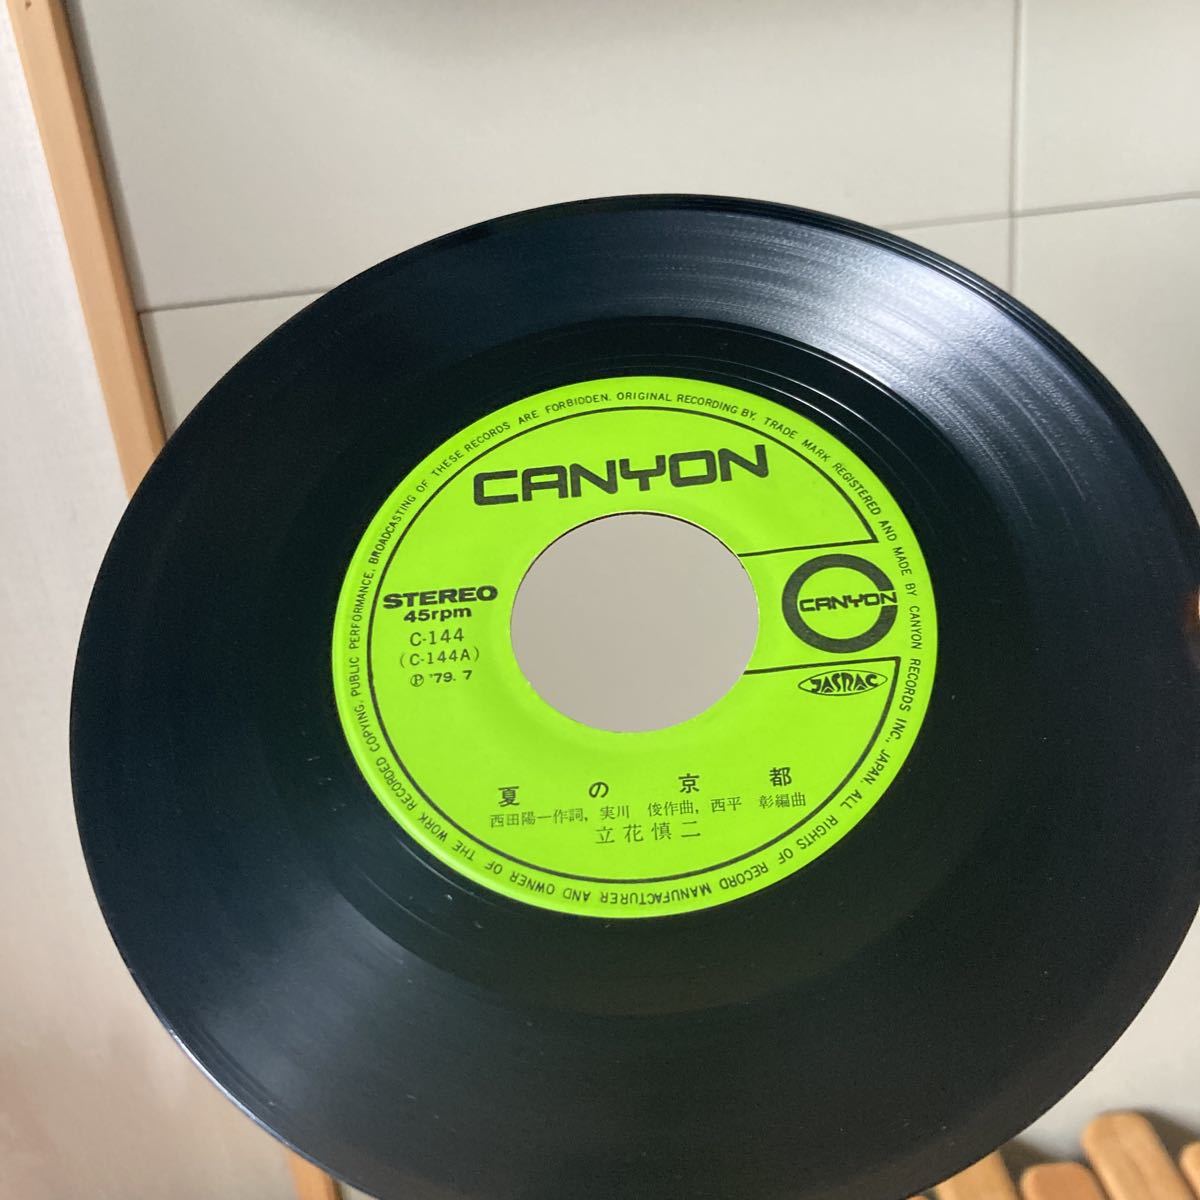 CANYON
CANYON
STEREO
45rpm
C-144
(C-144A)
Ⓟ '79. 7
JASRAC
夏の京都
西田陽一作詞, 実川 俊作曲, 西平 彰編曲
立花慎二
ORIGINAL RECORDING BY, TRADE MARK REGISTERED AND MADE BY CANYON RECORDS INC., JAPAN. ALL RIGHTS OF RECORD MANUFACTURER AND OWNER OF THE WORK RECORDED COPYING, PUBLIC PERFORMANCE, BROADCASTING OF THESE RECORDS ARE FORBIDDEN.